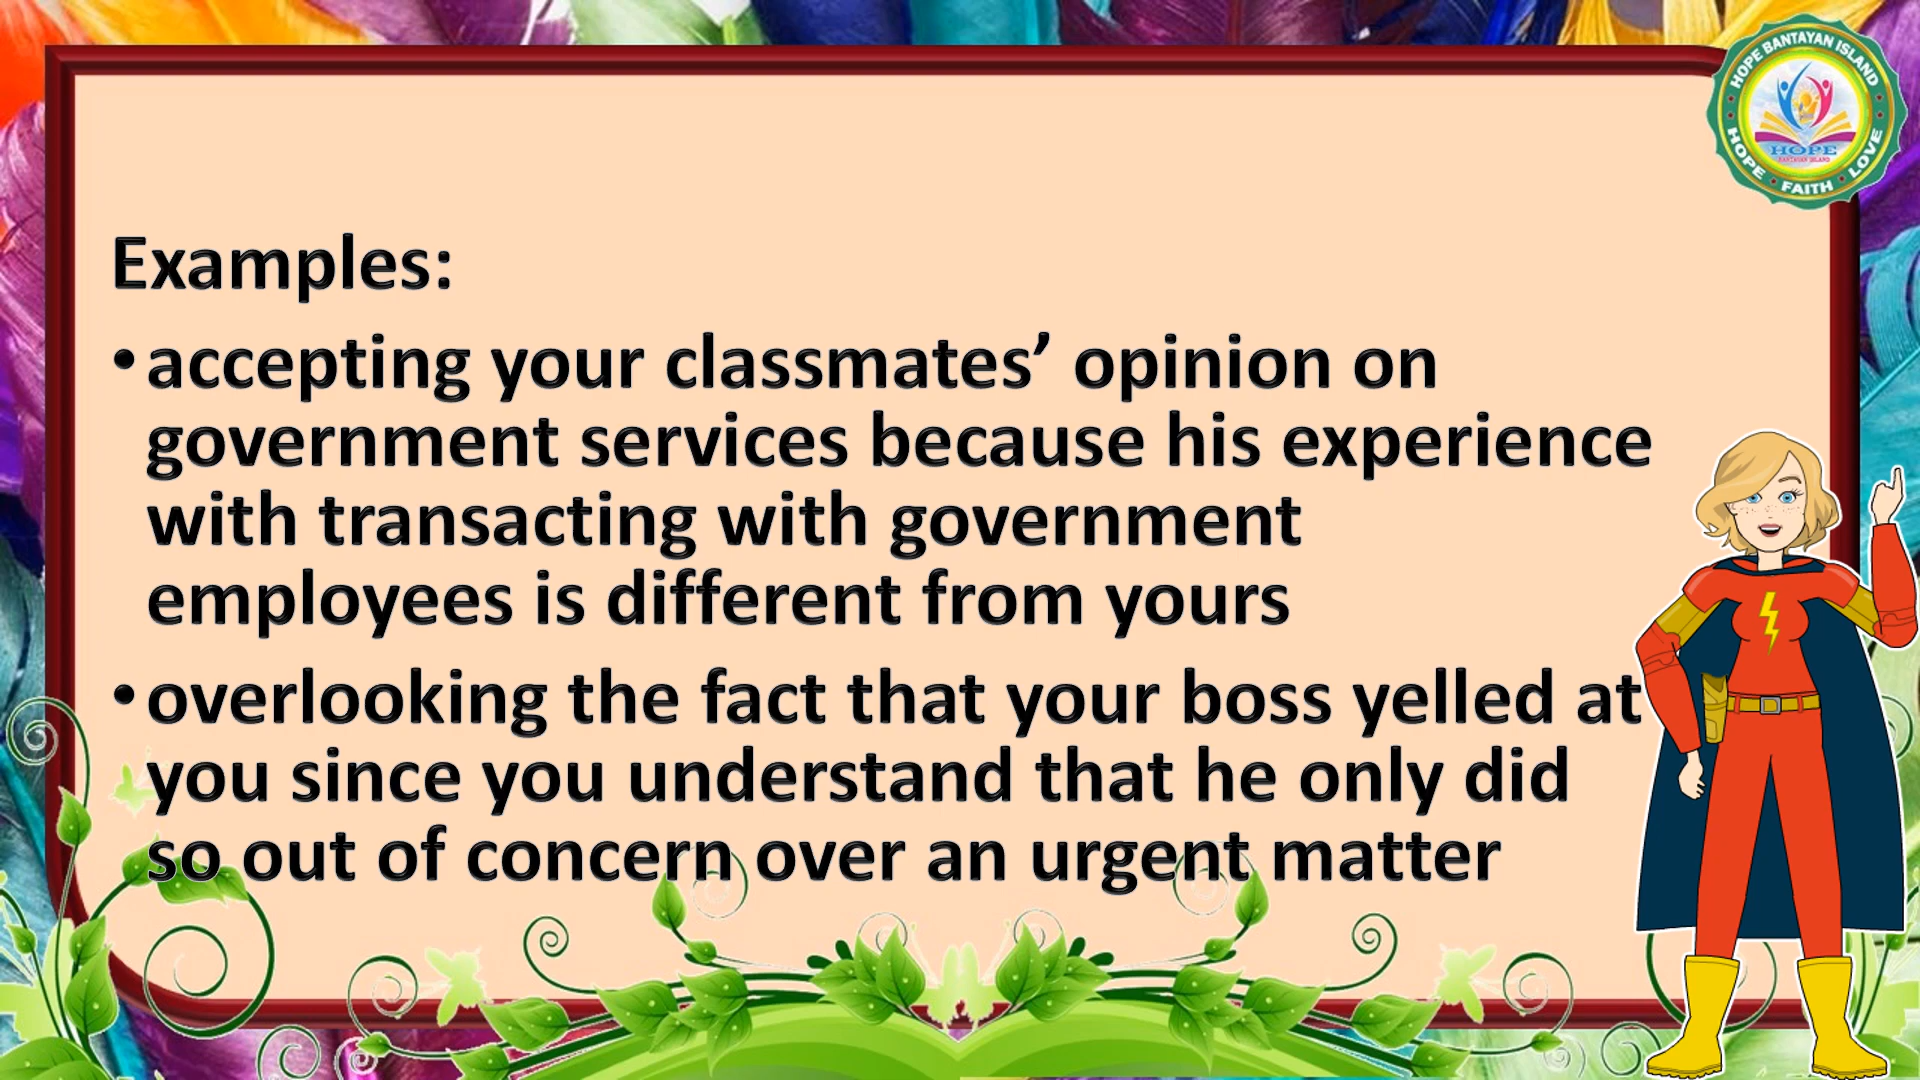 HOPE BANTAYAN ISLAND
HOPE
BANTAYAN ISLAND
HOPE • FAITH • LOVE
Examples:
• accepting your classmates’ opinion on
government services because his experience
with transacting with government
employees is different from yours
• overlooking the fact that your boss yelled at
you since you understand that he only did
so out of concern over an urgent matter